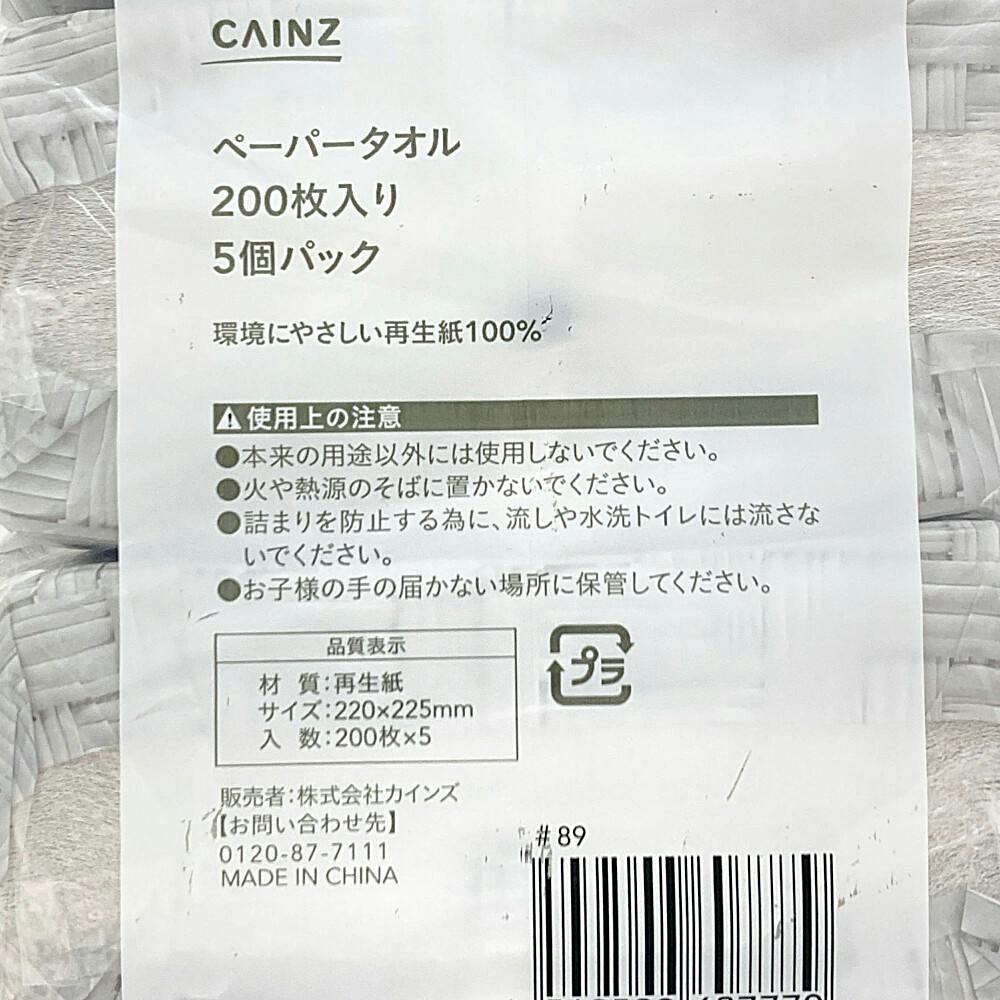 CAINZ
ペーパータオル
200枚入り
5個パック
環境にやさしい再生紙100%
使用上の注意
●本来の用途以外には使用しないでください。
●火や熱源のそばに置かないでください。
●詰まりを防止する為に、流しや水洗トイレには流さな
いでください。
●お子様の手の届かない場所に保管してください。
品質表示
材 質:再生紙
サイズ:220×225mm
入 数:200枚×5
プラ
販売者:株式会社カインズ
【お問い合わせ先】
0120-87-7111
MADE IN CHINA
#89